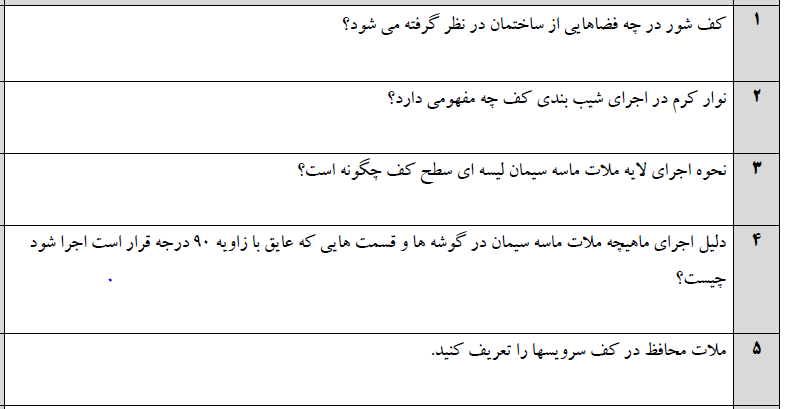 ۱ کف شور در چه فضاهایی از ساختمان در نظر گرفته می شود؟
۲ نوار کرم در اجرای شیب بندی کف چه مفهومی دارد؟
۳ نحوه اجرای لایه ملات ماسه سیمان لیسه ای سطح کف چگونه است؟
۴ دلیل اجرای ماهیچه ملات ماسه سیمان در گوشه ها و قسمت هایی که عایق با زاویه ۹۰ درجه قرار است اجرا شود
چیست؟
۵ ملات محافظ در کف سرویسها را تعریف کنید.